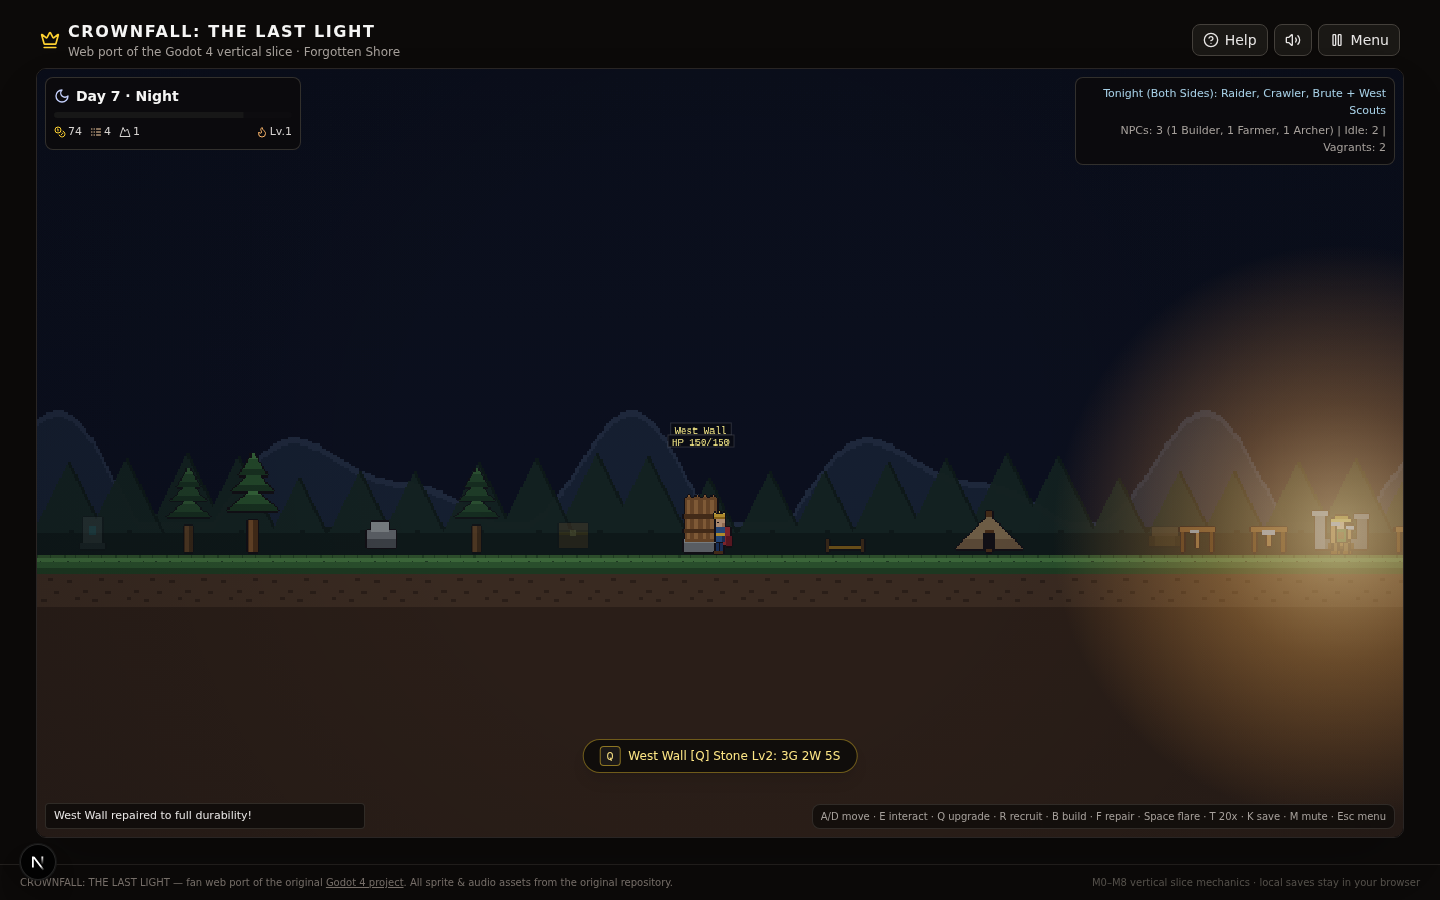 CROWNFALL: THE LAST LIGHT
Web port of the Godot 4 vertical slice · Forgotten Shore
Help
Menu
Day 7 · Night
74 4 1 Lv.1
Tonight (Both Sides): Raider, Crawler, Brute + West
Scouts
NPCs: 3 (1 Builder, 1 Farmer, 1 Archer) | Idle: 2 |
Vagrants: 2
West Wall
HP 150/150
Q West Wall [Q] Stone Lv2: 3G 2W 5S
West Wall repaired to full durability!
A/D move · E interact · Q upgrade · R recruit · B build · F repair · Space flare · T 20x · K save · M mute · Esc menu
N
CROWNFALL: THE LAST LIGHT — fan web port of the original Godot 4 project. All sprite & audio assets from the original repository.
M0–M8 vertical slice mechanics · local saves stay in your browser